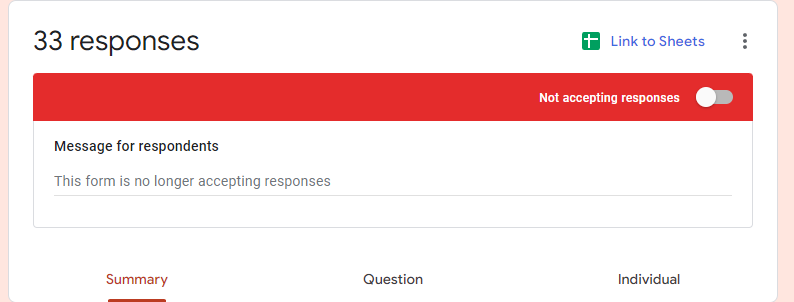 33 responses
Link to Sheets
Not accepting responses
Message for respondents
This form is no longer accepting responses
Summary
Question
Individual